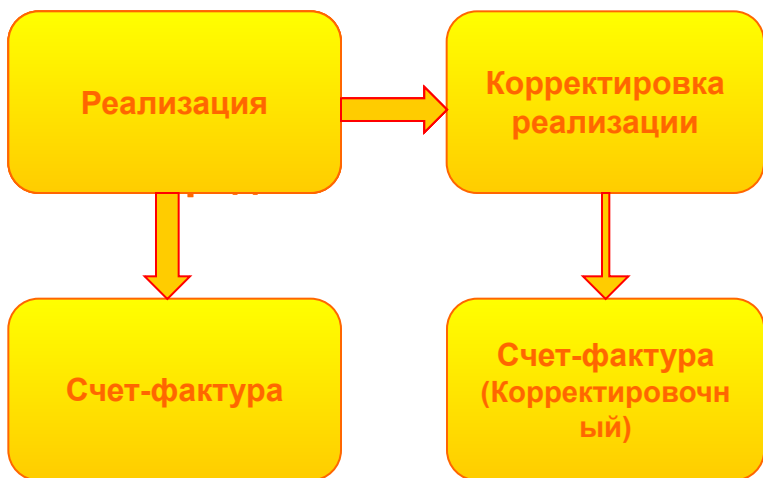 Реализация
Корректировка
реализации
Счет-фактура
Счет-фактура
(Корректировочн
ый)